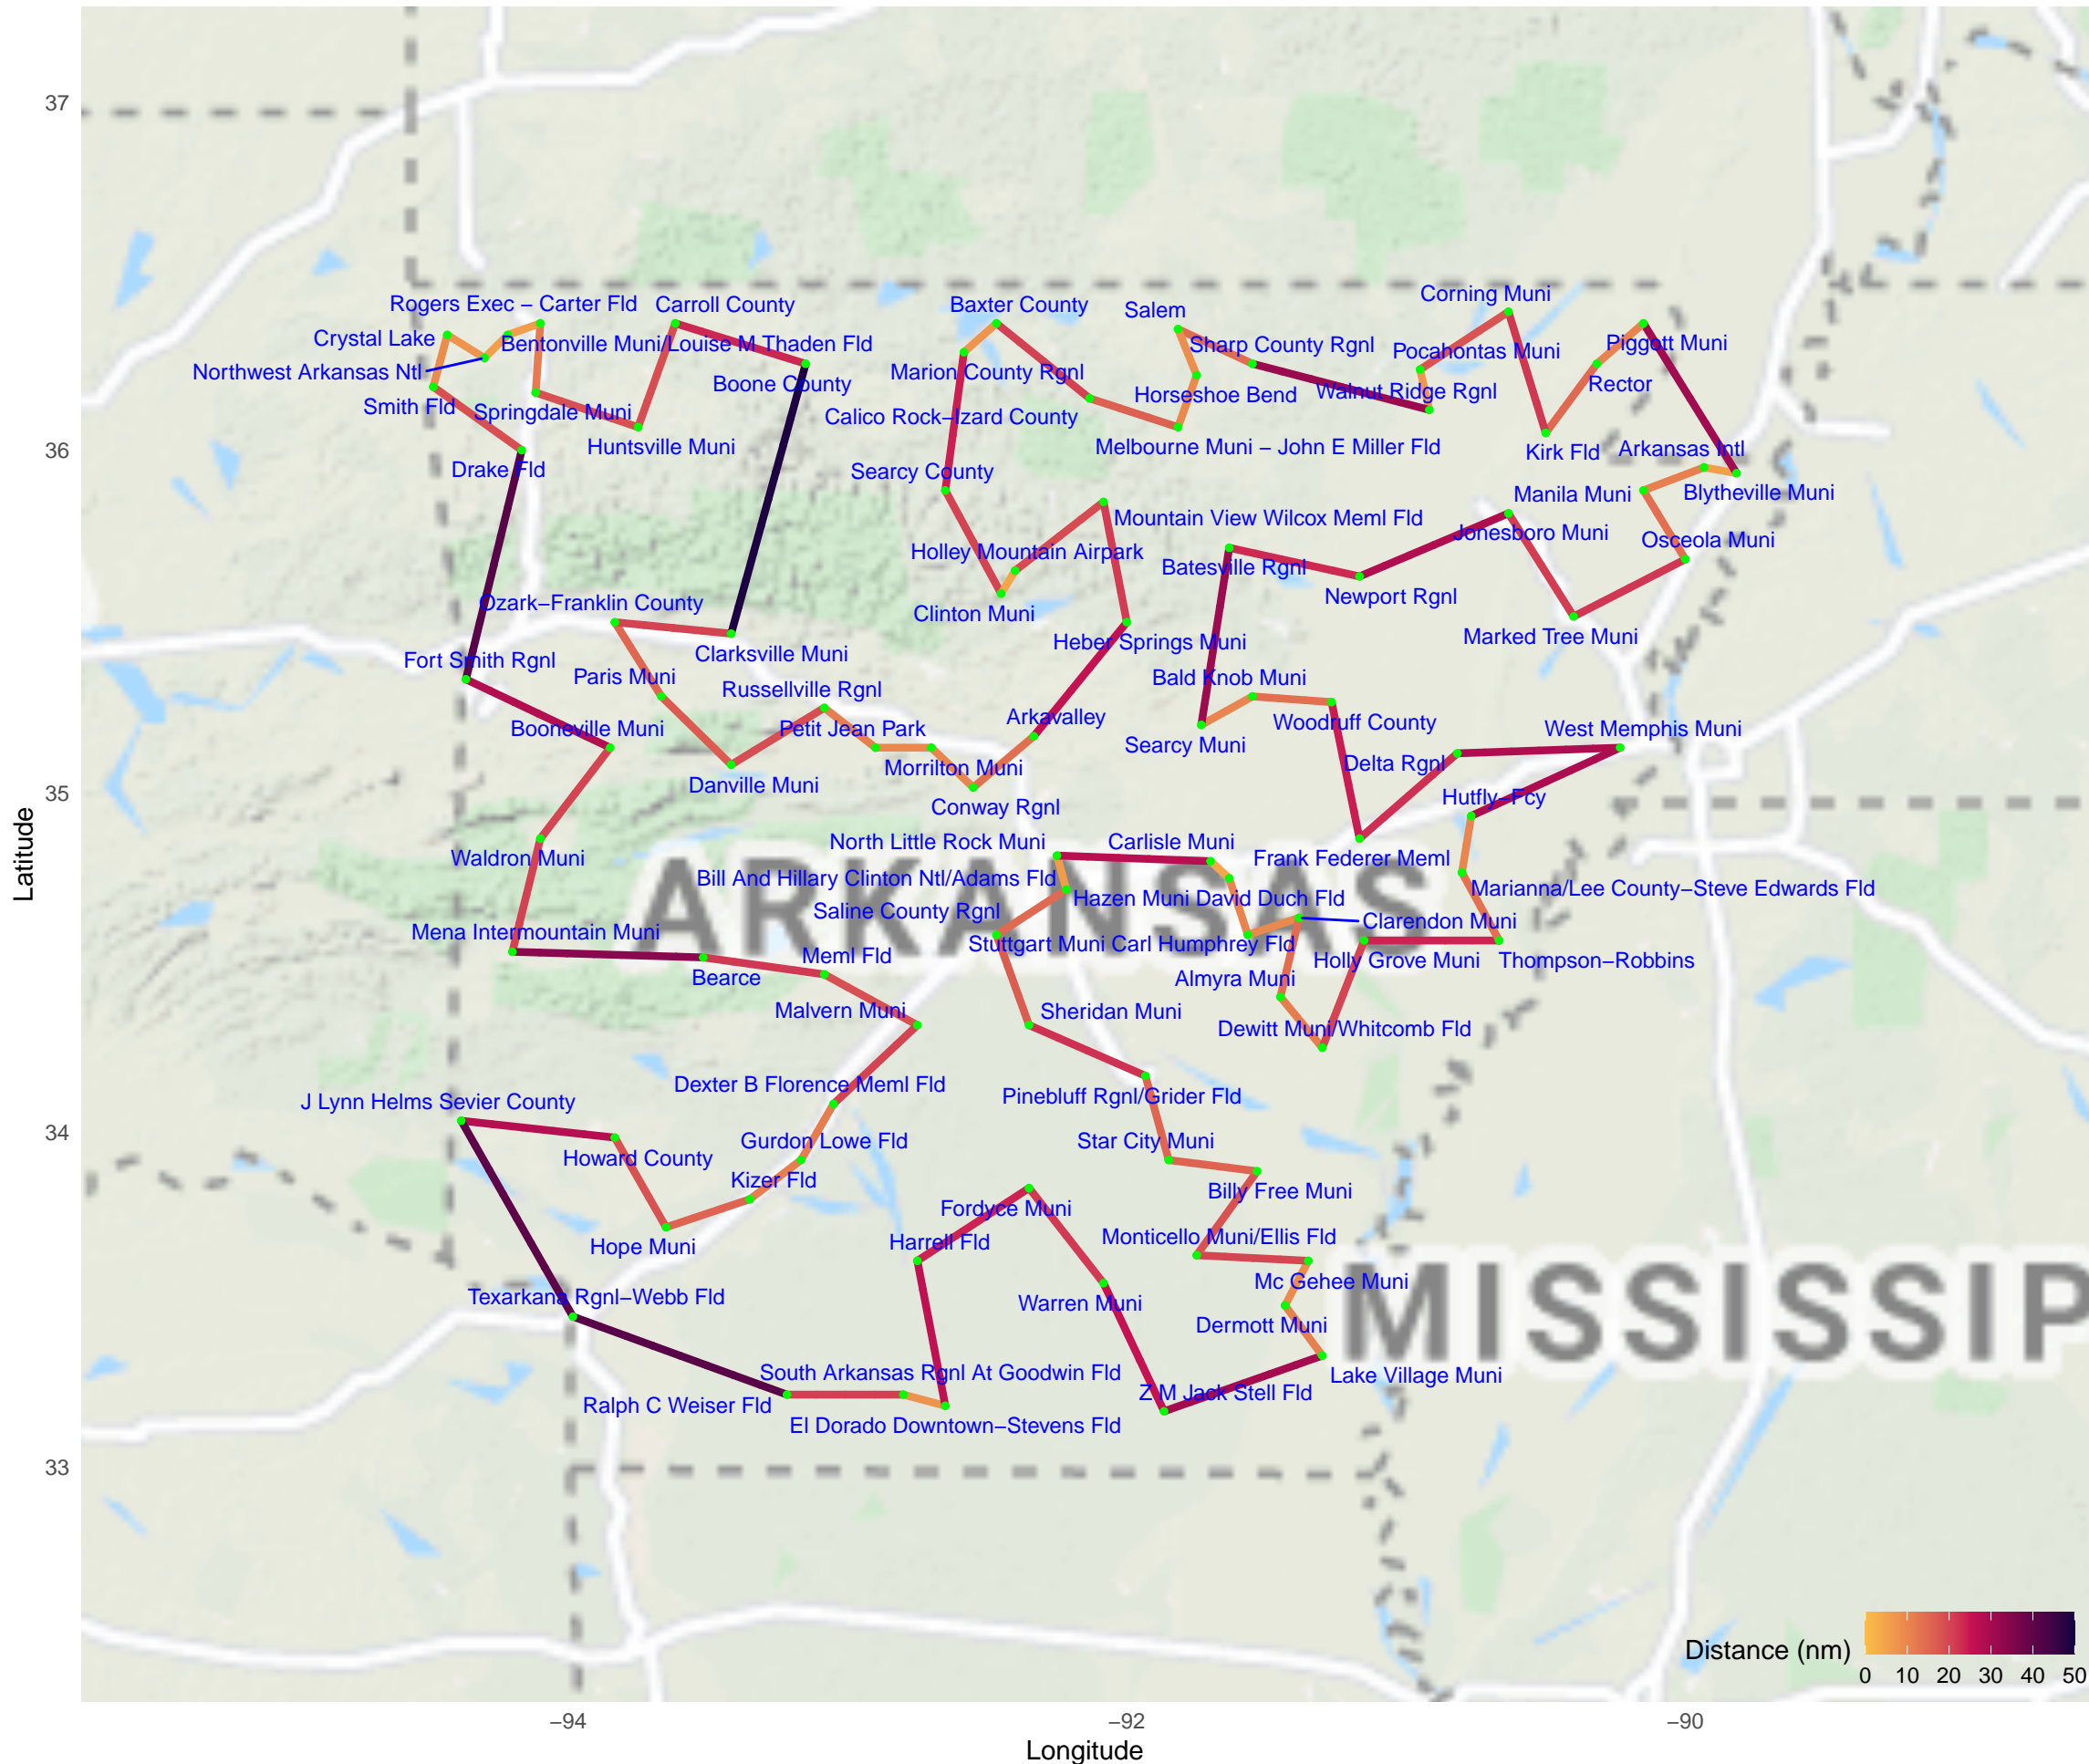 37
Corning Muni
Rogers Exec – Carter Fld
Carroll County
Baxter County
Salem
Crystal Lake
Bentonville Muni/Louise M Thaden Fld
Sharp County Rgnl
Pocahontas Muni
Piggott Muni
Northwest Arkansas Ntl
Boone County
Marion County Rgnl
Horseshoe Bend
Walnut Ridge Rgnl
Rector
Smith Fld
Springdale Muni
Calico Rock–Izard County
Huntsville Muni
Melbourne Muni – John E Miller Fld
Kirk Fld
Arkansas Intl
36
Drake Fld
Searcy County
Manila Muni
Blytheville Muni
Mountain View Wilcox Meml Fld
Jonesboro Muni
Osceola Muni
Holley Mountain Airpark
Batesville Rgnl
Newport Rgnl
Ozark–Franklin County
Clinton Muni
Marked Tree Muni
Heber Springs Muni
Clarksville Muni
Fort Smith Rgnl
Paris Muni
Russellville Rgnl
Bald Knob Muni
Booneville Muni
Petit Jean Park
Arkavalley
Woodruff County
West Memphis Muni
Searcy Muni
Morrilton Muni
Delta Rgnl
Danville Muni
35
Conway Rgnl
Hutfly–Fcy
North Little Rock Muni
Carlisle Muni
Waldron Muni
Frank Federer Meml
ARKANSAS
Bill And Hillary Clinton Ntl/Adams Fld
Marianna/Lee County–Steve Edwards Fld
Hazen Muni David Duch Fld
Saline County Rgnl
Clarendon Muni
Mena Intermountain Muni
Stuttgart Muni Carl Humphrey Fld
Meml Fld
Holly Grove Muni
Thompson–Robbins
Bearce
Almyra Muni
Malvern Muni
Sheridan Muni
Dewitt Muni/Whitcomb Fld
Dexter B Florence Meml Fld
Pinebluff Rgnl/Grider Fld
J Lynn Helms Sevier County
34
Gurdon Lowe Fld
Star City Muni
Howard County
Kizer Fld
Billy Free Muni
Fordyce Muni
Hope Muni
Harrell Fld
Monticello Muni/Ellis Fld
Mc Gehee Muni
Texarkana Rgnl–Webb Fld
Warren Muni
MISSISSIP
Dermott Muni
South Arkansas Rgnl At Goodwin Fld
Lake Village Muni
Z M Jack Stell Fld
Ralph C Weiser Fld
El Dorado Downtown–Stevens Fld
33
Latitude
Distance (nm)
0 10 20 30 40 50
–94 –92 –90
Longitude